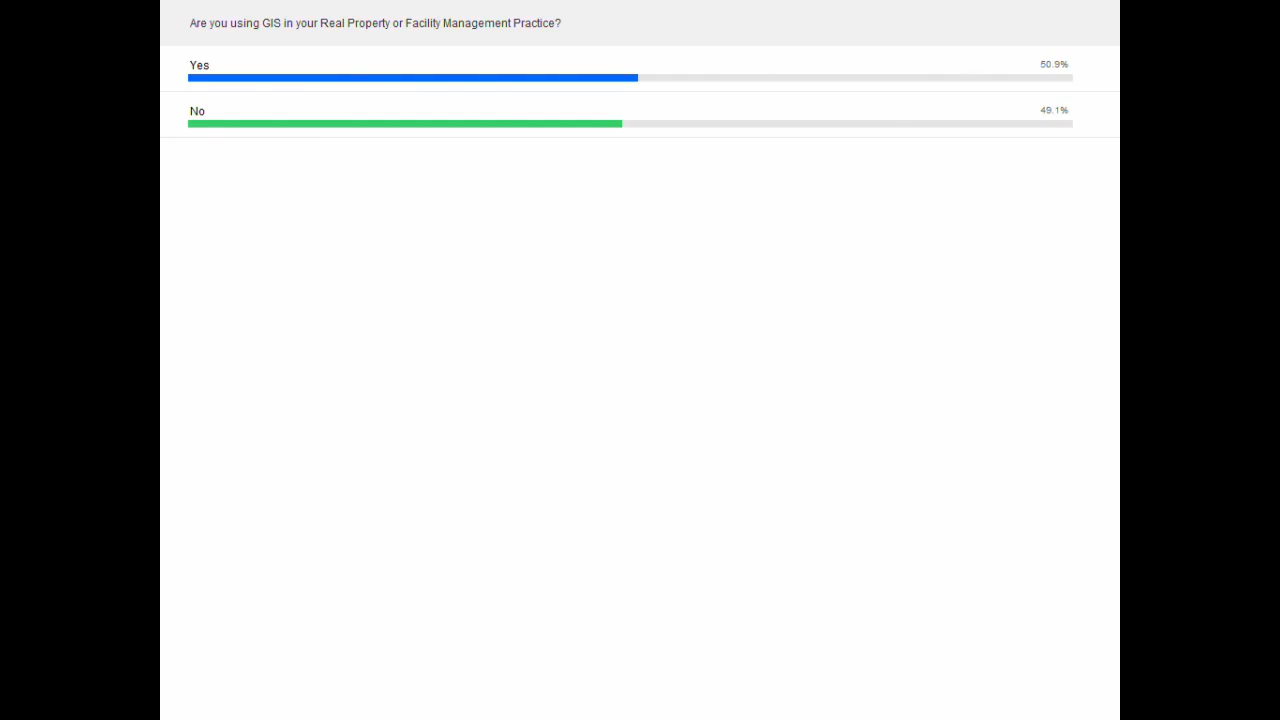 Are you using GIS in your Real Property or Facility Management Practice?
Yes 50.9%
No 49.1%